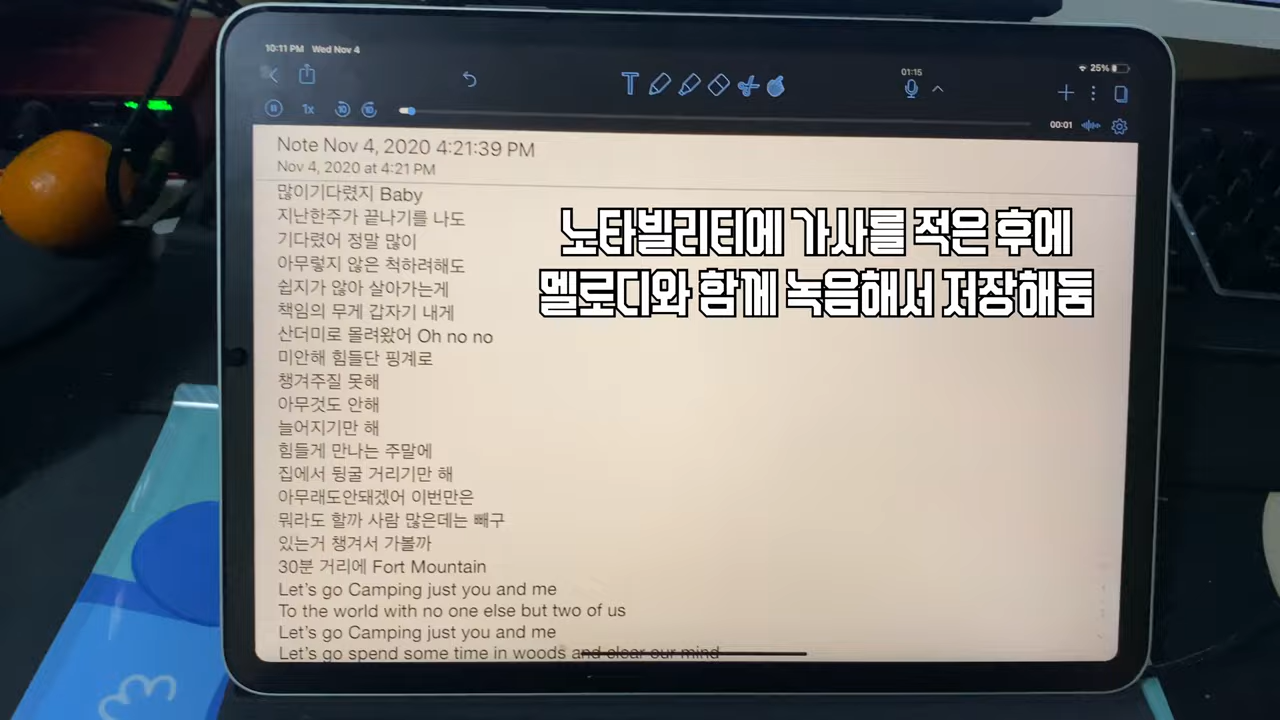 10:11 PM Wed Nov 4
25%
01:15
1x
10
10
00:01
Note Nov 4, 2020 4:21:39 PM
Nov 4, 2020 at 4:21 PM
많이기다렸지 Baby
지난한주가 끝나기를 나도
기다렸어 정말 많이
아무렇지 않은 척하려해도
쉽지가 않아 살아가는게
책임의 무게 갑자기 내게
산더미로 몰려왔어 Oh no no
미안해 힘들단 핑계로
챙겨주질 못해
아무것도 안해
늘어지기만 해
힘들게 만나는 주말에
집에서 뒹굴 거리기만 해
아무래도안돼겠어 이번만은
뭐라도 할까 사람 많은데는 빼구
있는거 챙겨서 가볼까
30분 거리에 Fort Mountain
Let's go Camping just you and me
To the world with no one else but two of us
Let's go Camping just you and me
Let's go spend some time in woods and clear our mind
노타빌리티에 가사를 적은 후에
멜로디와 함께 녹음해서 저장해둠